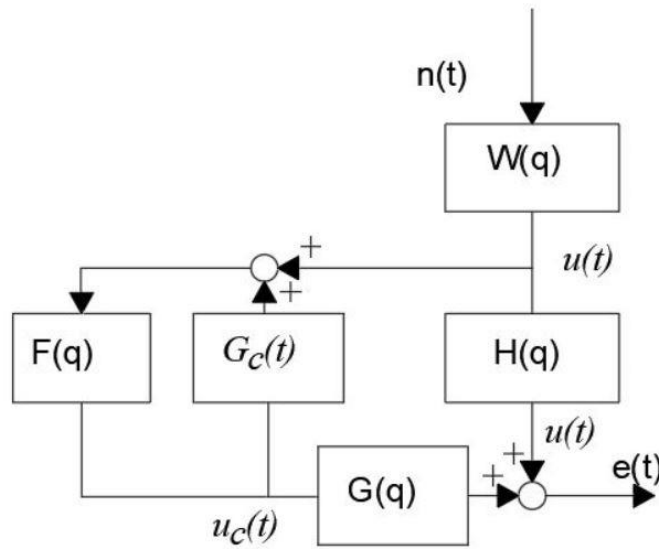 n(t)
W(q)
+
u(t)
+
F(q)
G_c(t)
H(q)
u(t)
+
e(t)
+
G(q)
u_c(t)